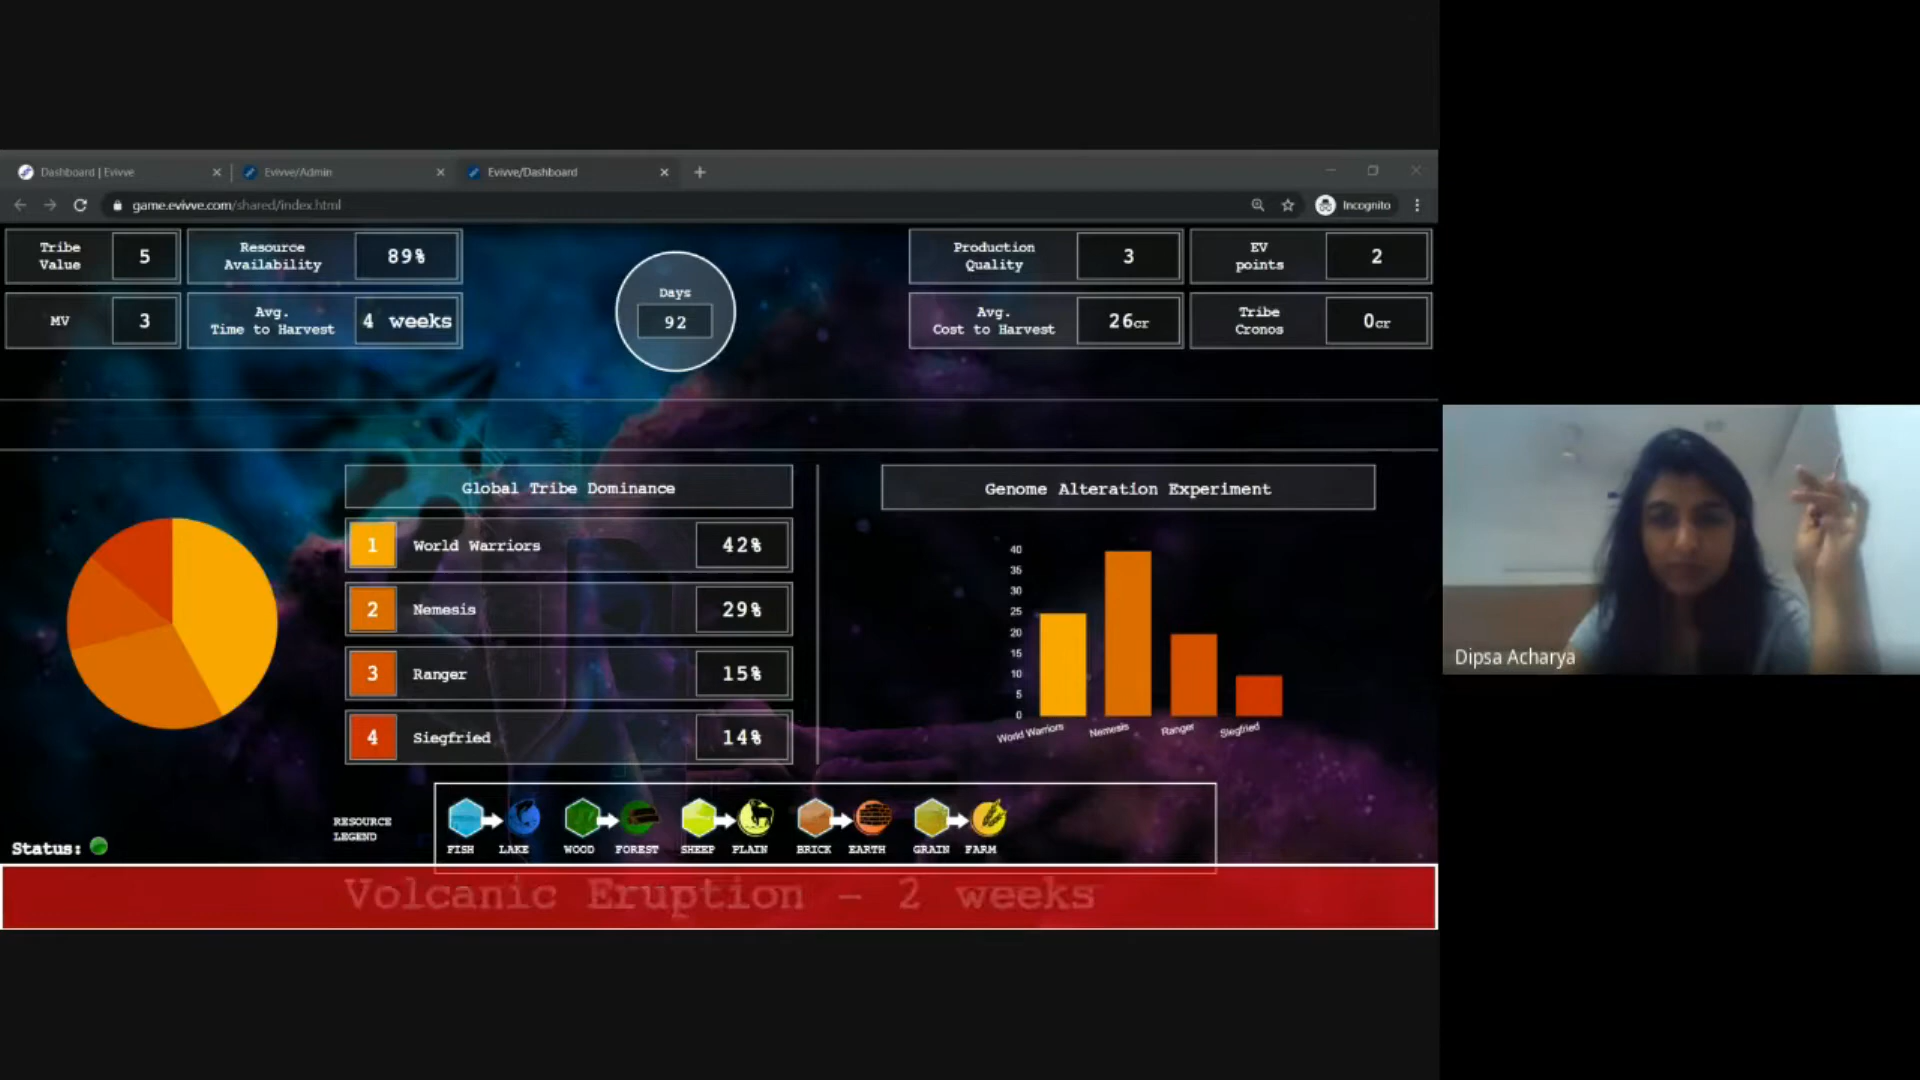 Dashboard | Evivve
Evivve/Admin
Evivve/Dashboard
game.evivve.com/shared/index.html
Incognito
Tribe Value 5
Resource Availability 89%
Days 92
Production Quality 3
EV points 2
MV 3
Avg. Time to Harvest 4 weeks
Avg. Cost to Harvest 26cr
Tribe Cronos 0cr
Global Tribe Dominance
1 World Warriors 42%
2 Nemesis 29%
3 Ranger 15%
4 Siegfried 14%
Genome Alteration Experiment
40
35
30
25
20
15
10
5
0
World Warriors Nemesis Ranger Siegfried
Dipsa Acharya
RESOURCE LEGEND
FISH LAKE WOOD FOREST SHEEP PLAIN BRICK EARTH GRAIN FARM
Status:
Volcanic Eruption - 2 weeks